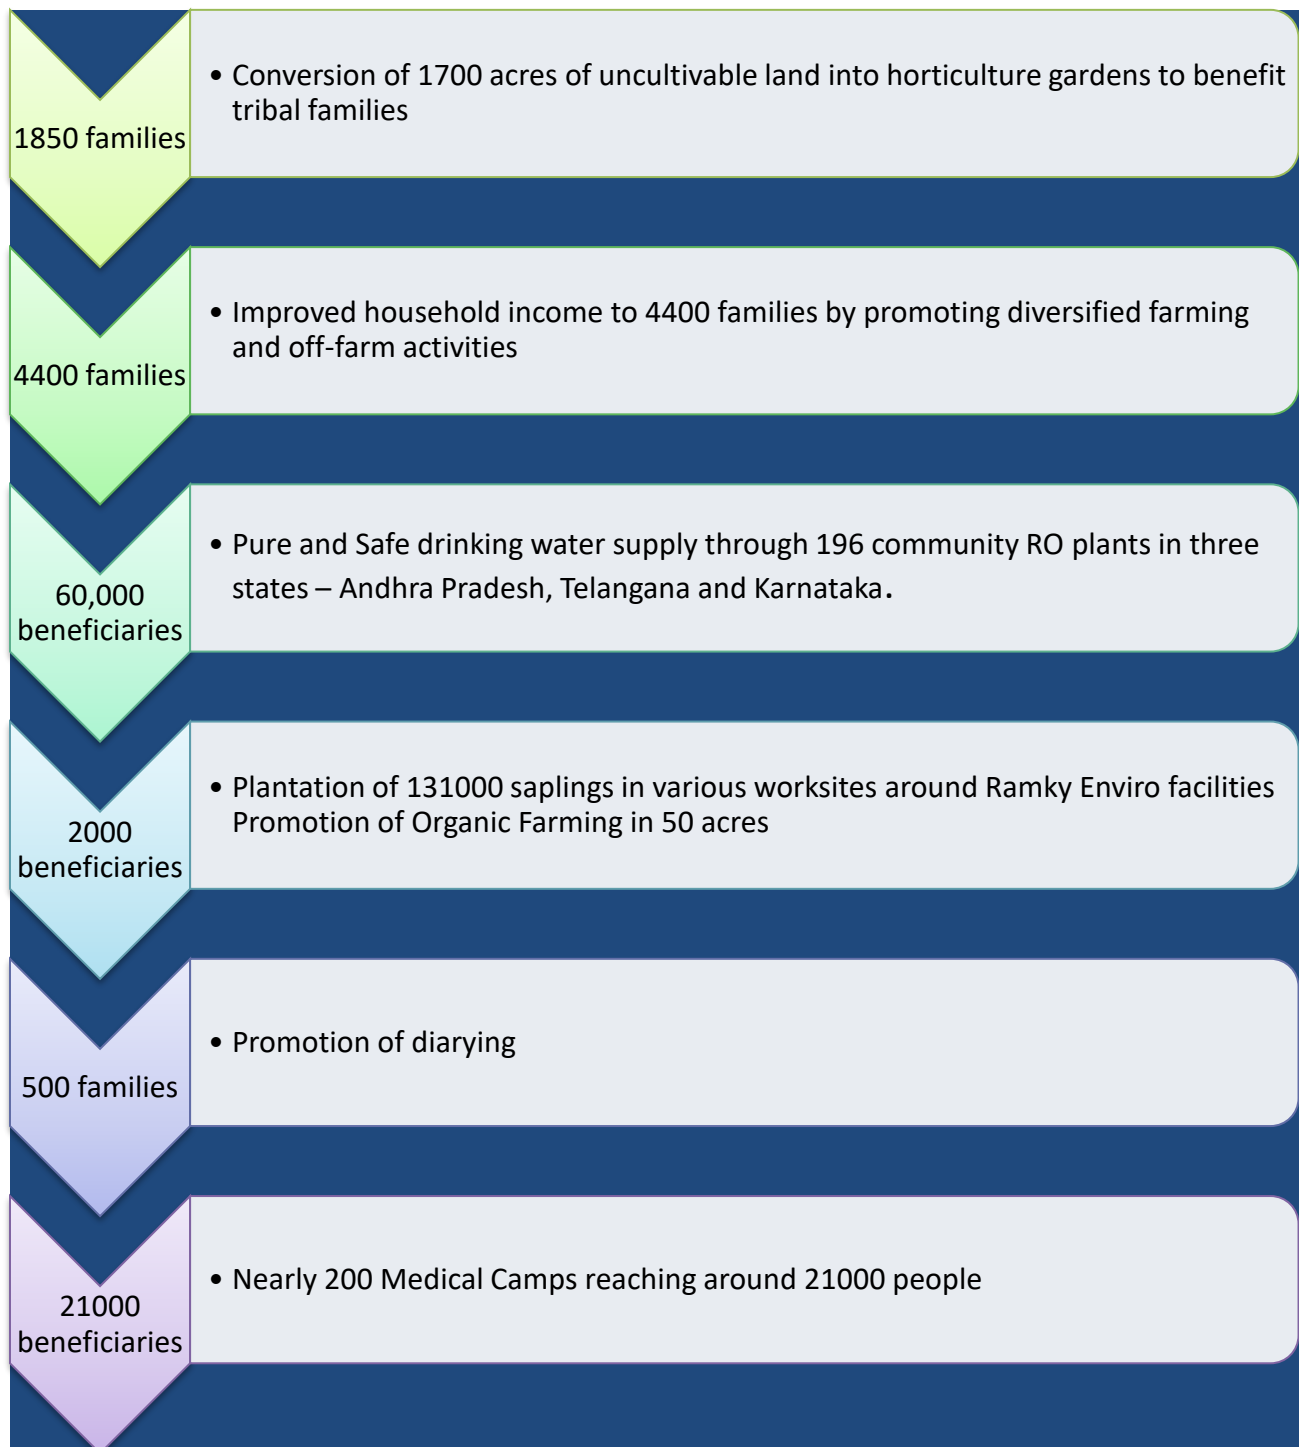 1850 families
• Conversion of 1700 acres of uncultivable land into horticulture gardens to benefit
tribal families
4400 families
• Improved household income to 4400 families by promoting diversified farming
and off-farm activities
60,000
beneficiaries
• Pure and Safe drinking water supply through 196 community RO plants in three
states – Andhra Pradesh, Telangana and Karnataka.
2000
beneficiaries
• Plantation of 131000 saplings in various worksites around Ramky Enviro facilities
Promotion of Organic Farming in 50 acres
500 families
• Promotion of diarying
21000
beneficiaries
• Nearly 200 Medical Camps reaching around 21000 people